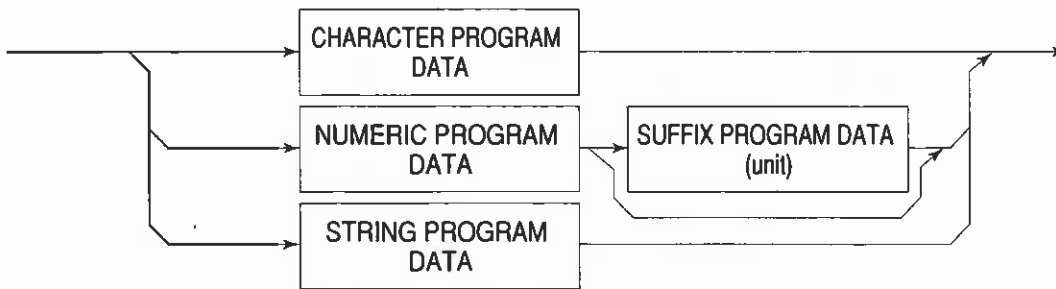 CHARACTER PROGRAM
DATA
NUMERIC PROGRAM
DATA
SUFFIX PROGRAM DATA
(unit)
STRING PROGRAM
DATA